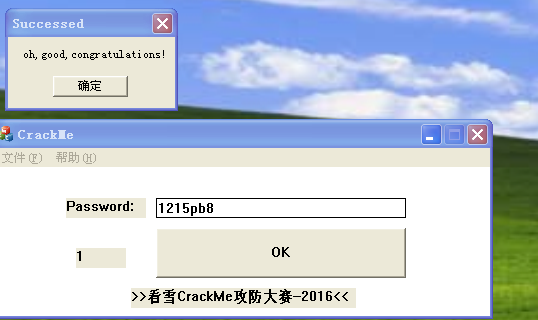 Successed
oh,good,congratulations!
确定
CrackMe
文件(F) 帮助(H)
Password:
1215pb8
1
OK
>>看雪CrackMe攻防大赛-2016<<